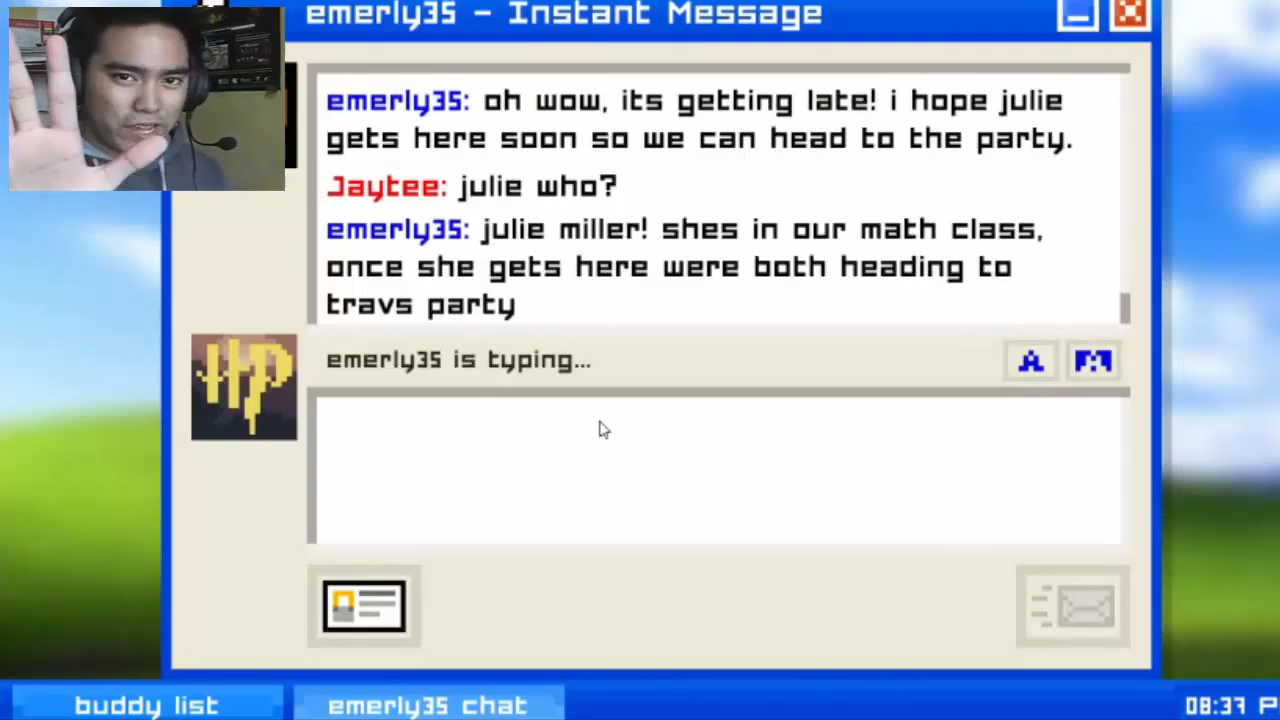 emerly35 - Instant Message
emerly35: oh wow, its getting late! i hope julie
gets here soon so we can head to the party.
Jaytee: julie who?
emerly35: julie miller! shes in our math class,
once she gets here were both heading to
travs party
HP
emerly35 is typing...
A
buddy list
emerly35 chat
08:37 P